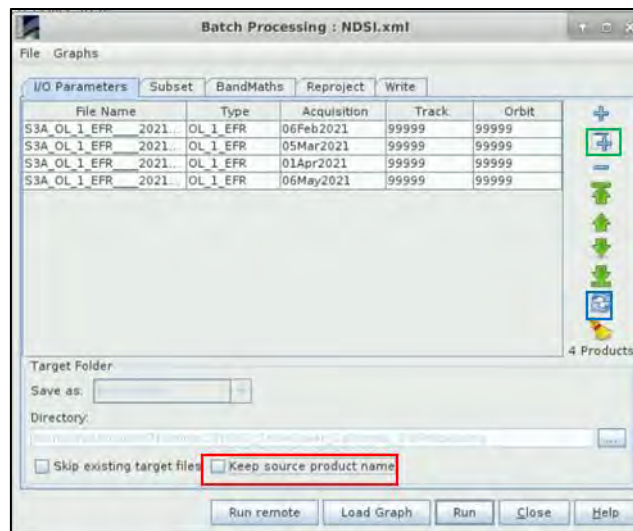 Batch Processing : NDSI.xml
File Graphs
I/O Parameters Subset BandMaths Reproject Write
File Name Type Acquisition Track Orbit
S3A_OL_1_EFR____2021... OL_1_EFR 06Feb2021 99999 99999
S3A_OL_1_EFR____2021... OL_1_EFR 05Mar2021 99999 99999
S3A_OL_1_EFR____2021... OL_1_EFR 01Apr2021 99999 99999
S3A_OL_1_EFR____2021... OL_1_EFR 06May2021 99999 99999
4 Products
Target Folder
Save as:
Directory:
...
Skip existing target files Keep source product name
Run remote Load Graph Run Close Help